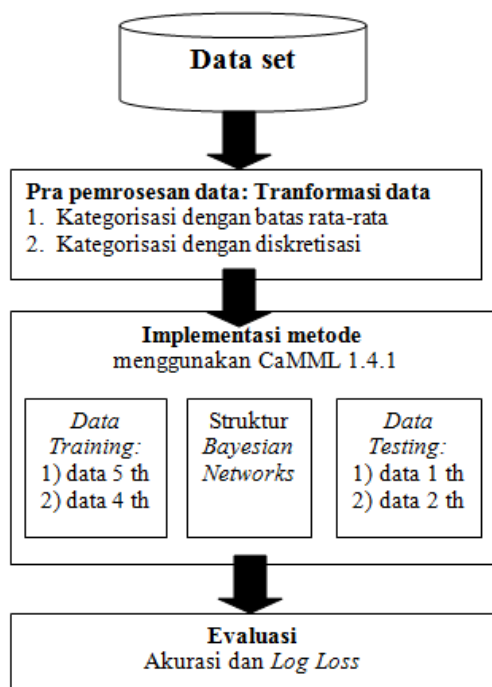 Data set
Pra pemrosesan data: Tranformasi data
1. Kategorisasi dengan batas rata-rata
2. Kategorisasi dengan diskretisasi
Implementasi metode
menggunakan CaMML 1.4.1
Data
Training:
1) data 5 th
2) data 4 th
Struktur
Bayesian
Networks
Data
Testing:
1) data 1 th
2) data 2 th
Evaluasi
Akurasi dan Log Loss